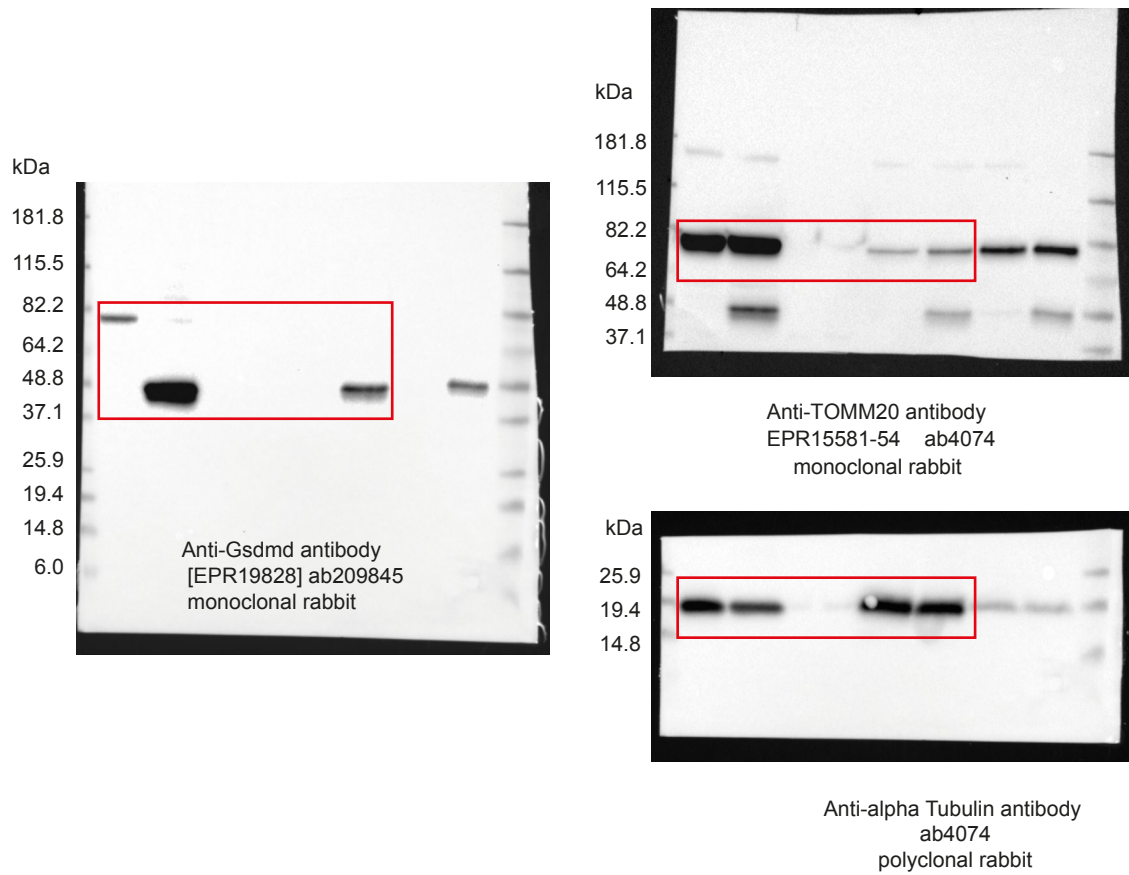 kDa
181.8
115.5
82.2
64.2
48.8
37.1
25.9
19.4
14.8
6.0
Anti-Gsdmd antibody
[EPR19828] ab209845
monoclonal rabbit
kDa
181.8
115.5
82.2
64.2
48.8
37.1
Anti-TOMM20 antibody
EPR15581-54 ab4074
monoclonal rabbit
kDa
25.9
19.4
14.8
Anti-alpha Tubulin antibody
ab4074
polyclonal rabbit